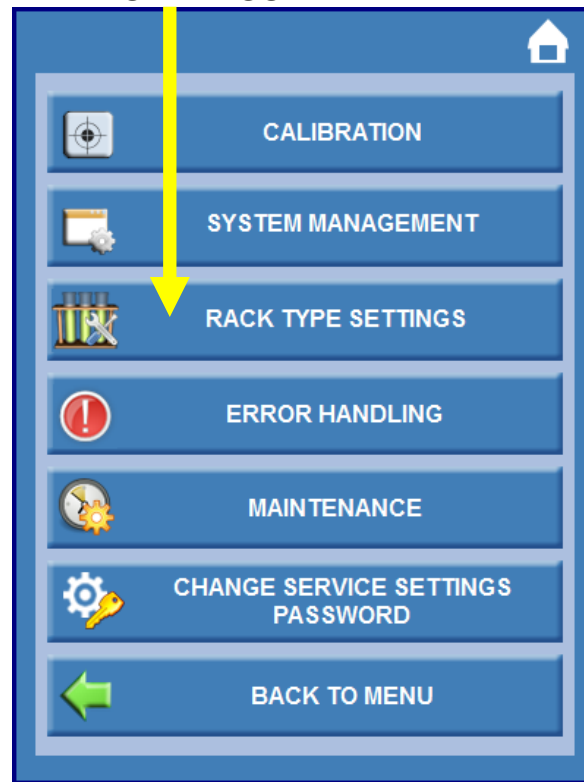 CALIBRATION
SYSTEM MANAGEMENT
RACK TYPE SETTINGS
ERROR HANDLING
MAINTENANCE
CHANGE SERVICE SETTINGS
PASSWORD
BACK TO MENU